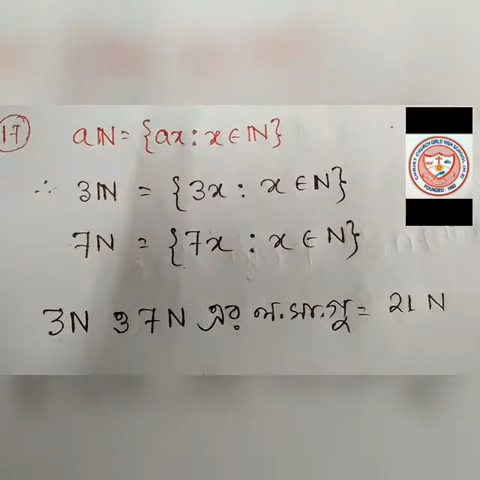 17 aℕ = {ax : x ∈ ℕ}
∴ 3ℕ = {3x : x ∈ N}
7N = {7x : x ∈ N}
3N ও 7N এর ল.সা.গু = 21 N